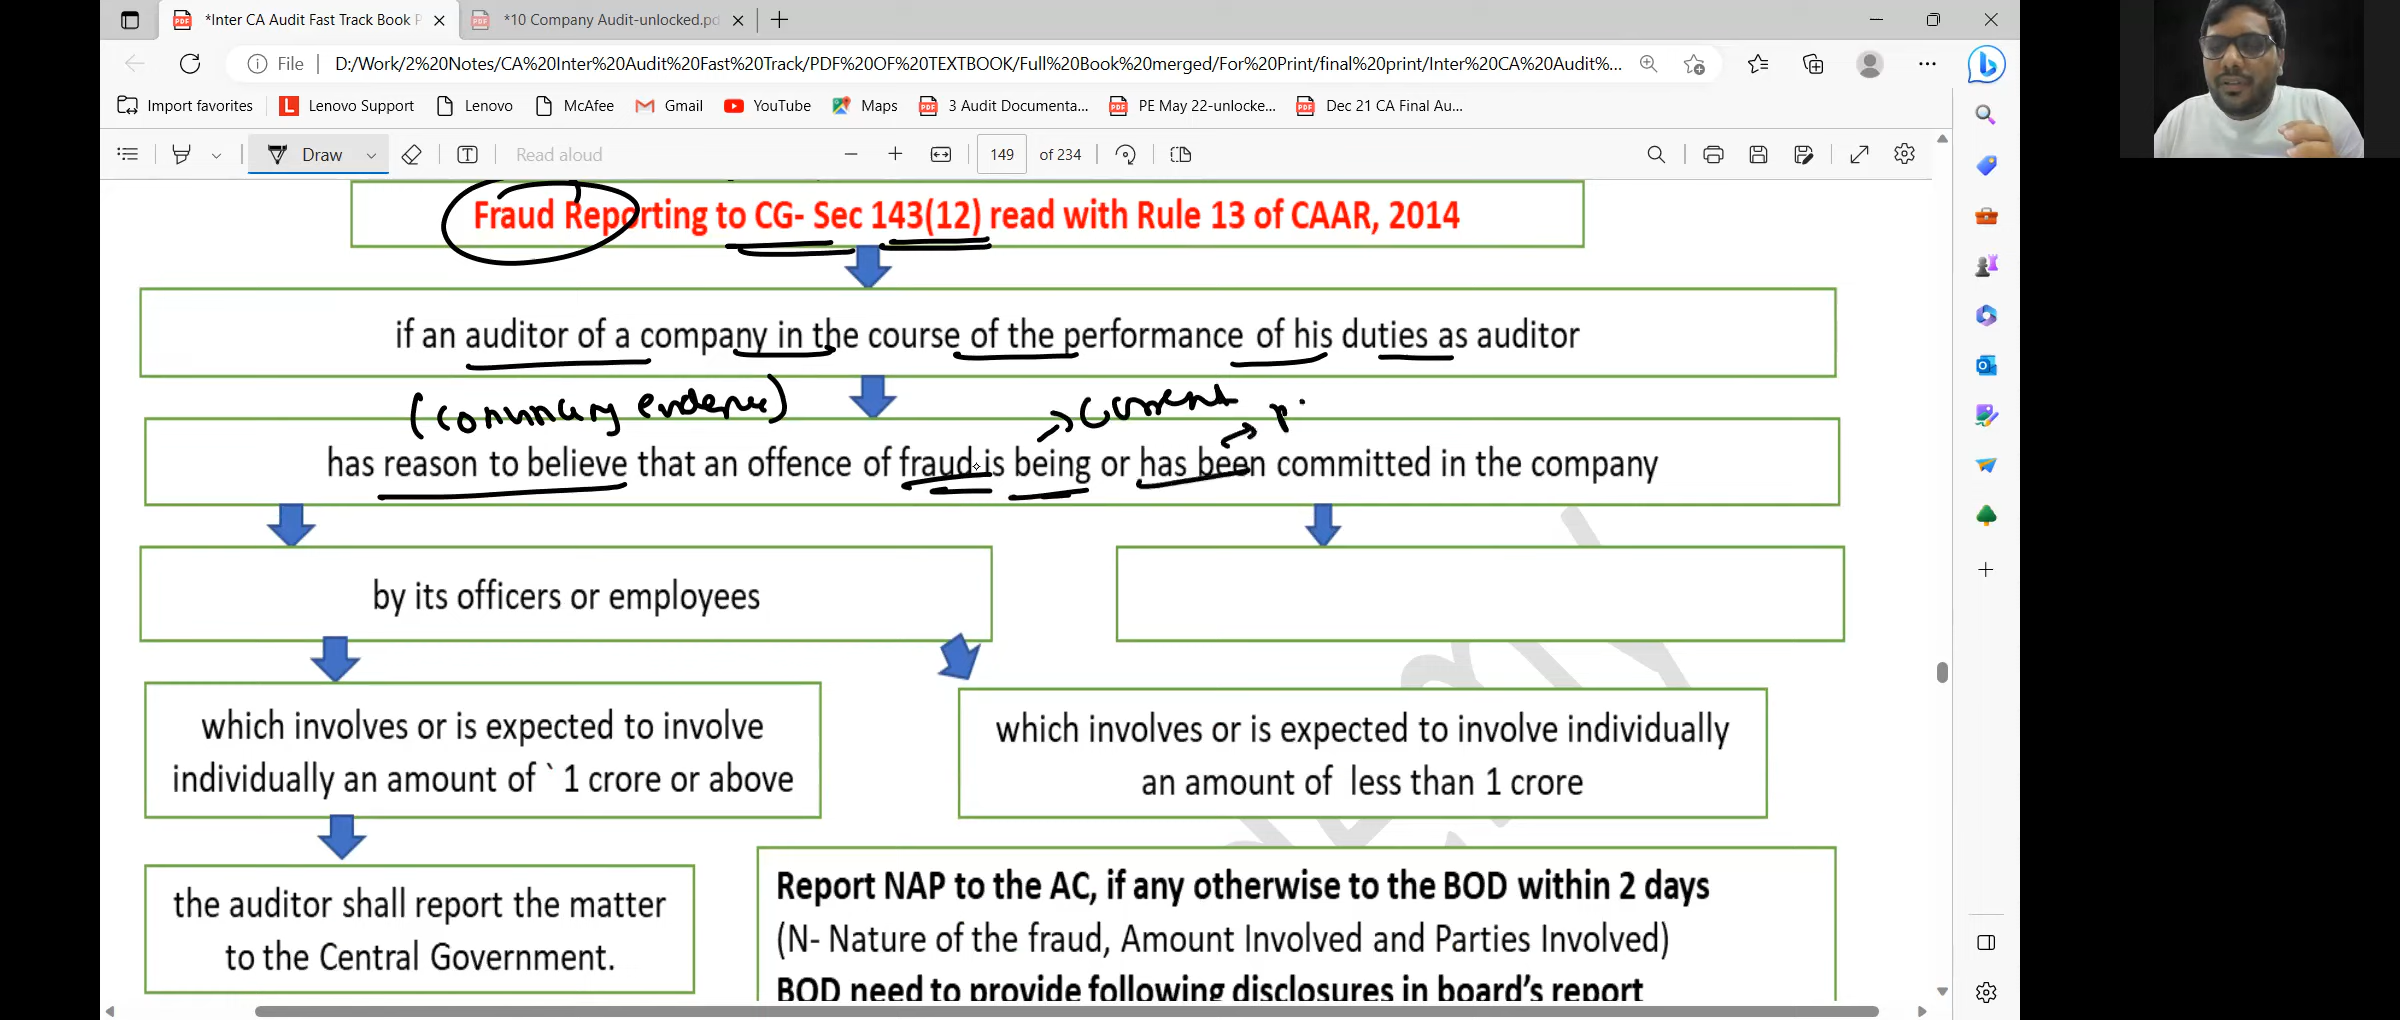 *Inter CA Audit Fast Track Book P
*10 Company Audit-unlocked.pd
File
D:/Work/2%20Notes/CA%20Inter%20Audit%20Fast%20Track/PDF%20OF%20TEXTBOOK/Full%20Book%20merged/For%20Print/final%20print/Inter%20CA%20Audit%...
Import favorites
Lenovo Support
Lenovo
McAfee
Gmail
YouTube
Maps
3 Audit Documenta...
PE May 22-unlocke...
Dec 21 CA Final Au...
Draw
Read aloud
149 of 234
Fraud Reporting to CG- Sec 143(12) read with Rule 13 of CAAR, 2014
if an auditor of a company in the course of the performance of his duties as auditor
Current
has reason to believe that an offence of fraud is being or has been committed in the company
by its officers or employees
which involves or is expected to involve
individually an amount of ` 1 crore or above
which involves or is expected to involve individually
an amount of less than 1 crore
the auditor shall report the matter
to the Central Government.
Report NAP to the AC, if any otherwise to the BOD within 2 days
(N- Nature of the fraud, Amount Involved and Parties Involved)
BOD need to provide following disclosures in board's report